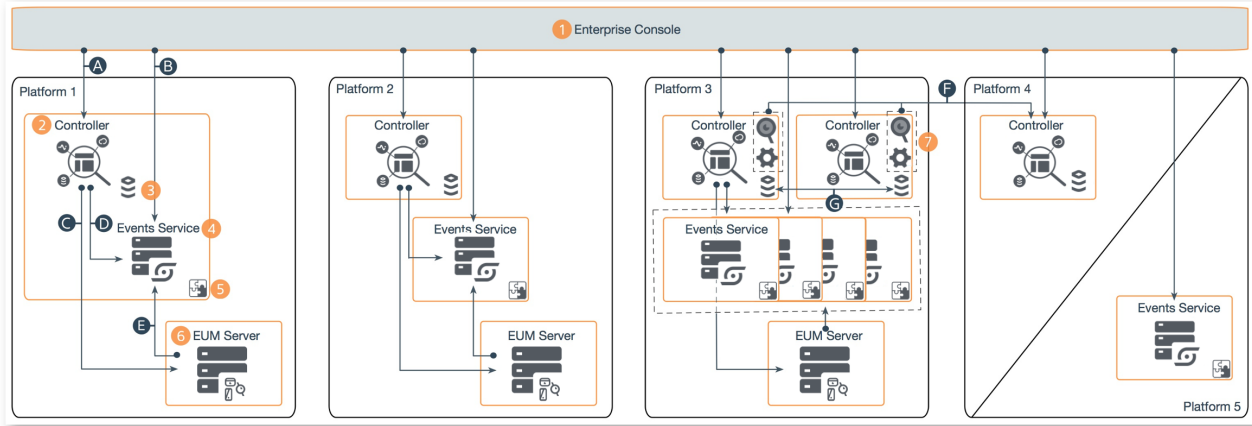 1 Enterprise Console
A
B
F
Platform 1
Platform 2
Platform 3
Platform 4
2 Controller
Controller
Controller
Controller
7
Controller
3
G
C
D
Events Service 4
Events Service
Events Service
5
Events Service
E
6 EUM Server
EUM Server
EUM Server
Platform 5